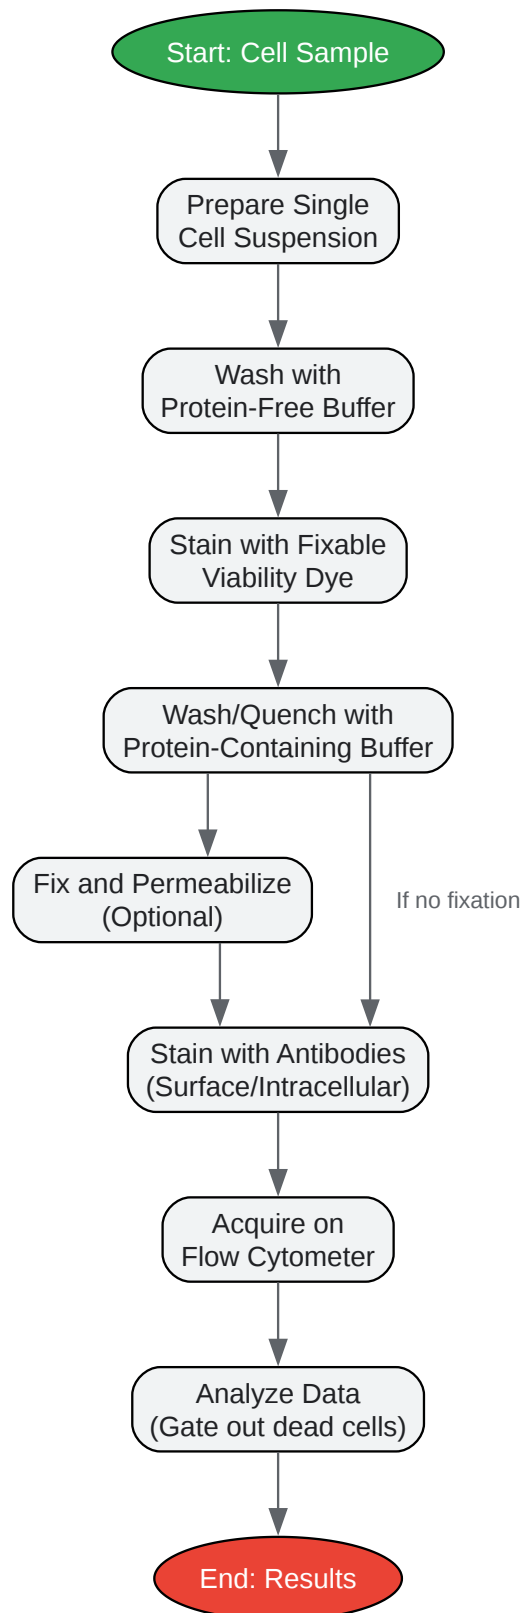 Start: Cell Sample
Prepare Single
Cell Suspension
Wash with
Protein-Free Buffer
Stain with Fixable
Viability Dye
Wash/Quench with
Protein-Containing Buffer
Fix and Permeabilize
(Optional)
If no fixation
Stain with Antibodies
(Surface/Intracellular)
Acquire on
Flow Cytometer
Analyze Data
(Gate out dead cells)
End: Results